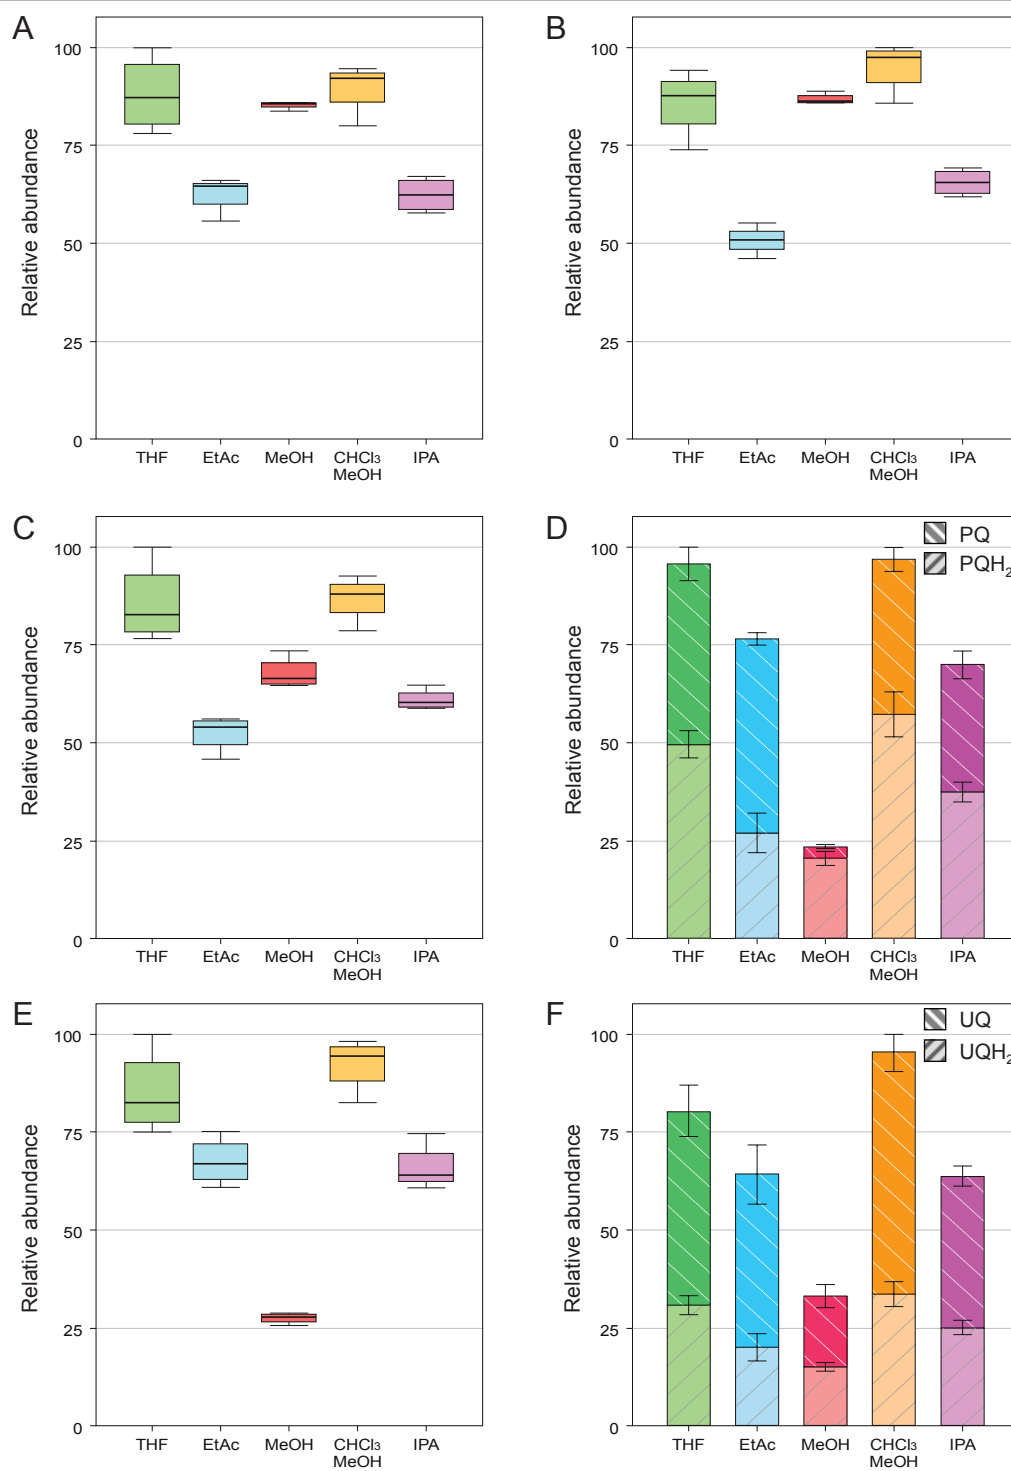 A
Relative abundance
100
75
50
25
0
THF EtAc MeOH CHCl₃ IPA
MeOH
B
Relative abundance
100
75
50
25
0
THF EtAc MeOH CHCl₃ IPA
MeOH
C
Relative abundance
100
75
50
25
0
THF EtAc MeOH CHCl₃ IPA
MeOH
D
PQ
PQH₂
Relative abundance
100
75
50
25
0
THF EtAc MeOH CHCl₃ IPA
MeOH
E
Relative abundance
100
75
50
25
0
THF EtAc MeOH CHCl₃ IPA
MeOH
F
UQ
UQH₂
Relative abundance
100
75
50
25
0
THF EtAc MeOH CHCl₃ IPA
MeOH